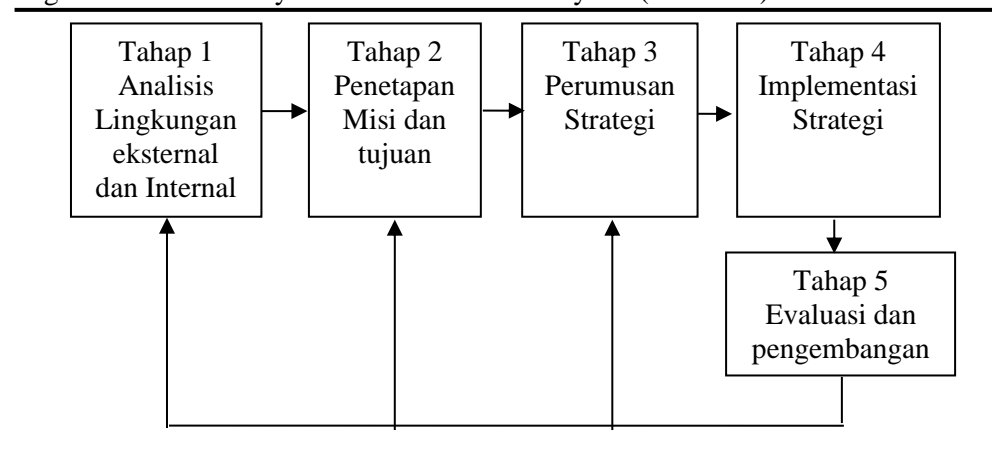 Tahap 1
Analisis
Lingkungan
eksternal
dan Internal
Tahap 2
Penetapan
Misi dan
tujuan
Tahap 3
Perumusan
Strategi
Tahap 4
Implementasi
Strategi
Tahap 5
Evaluasi dan
pengembangan